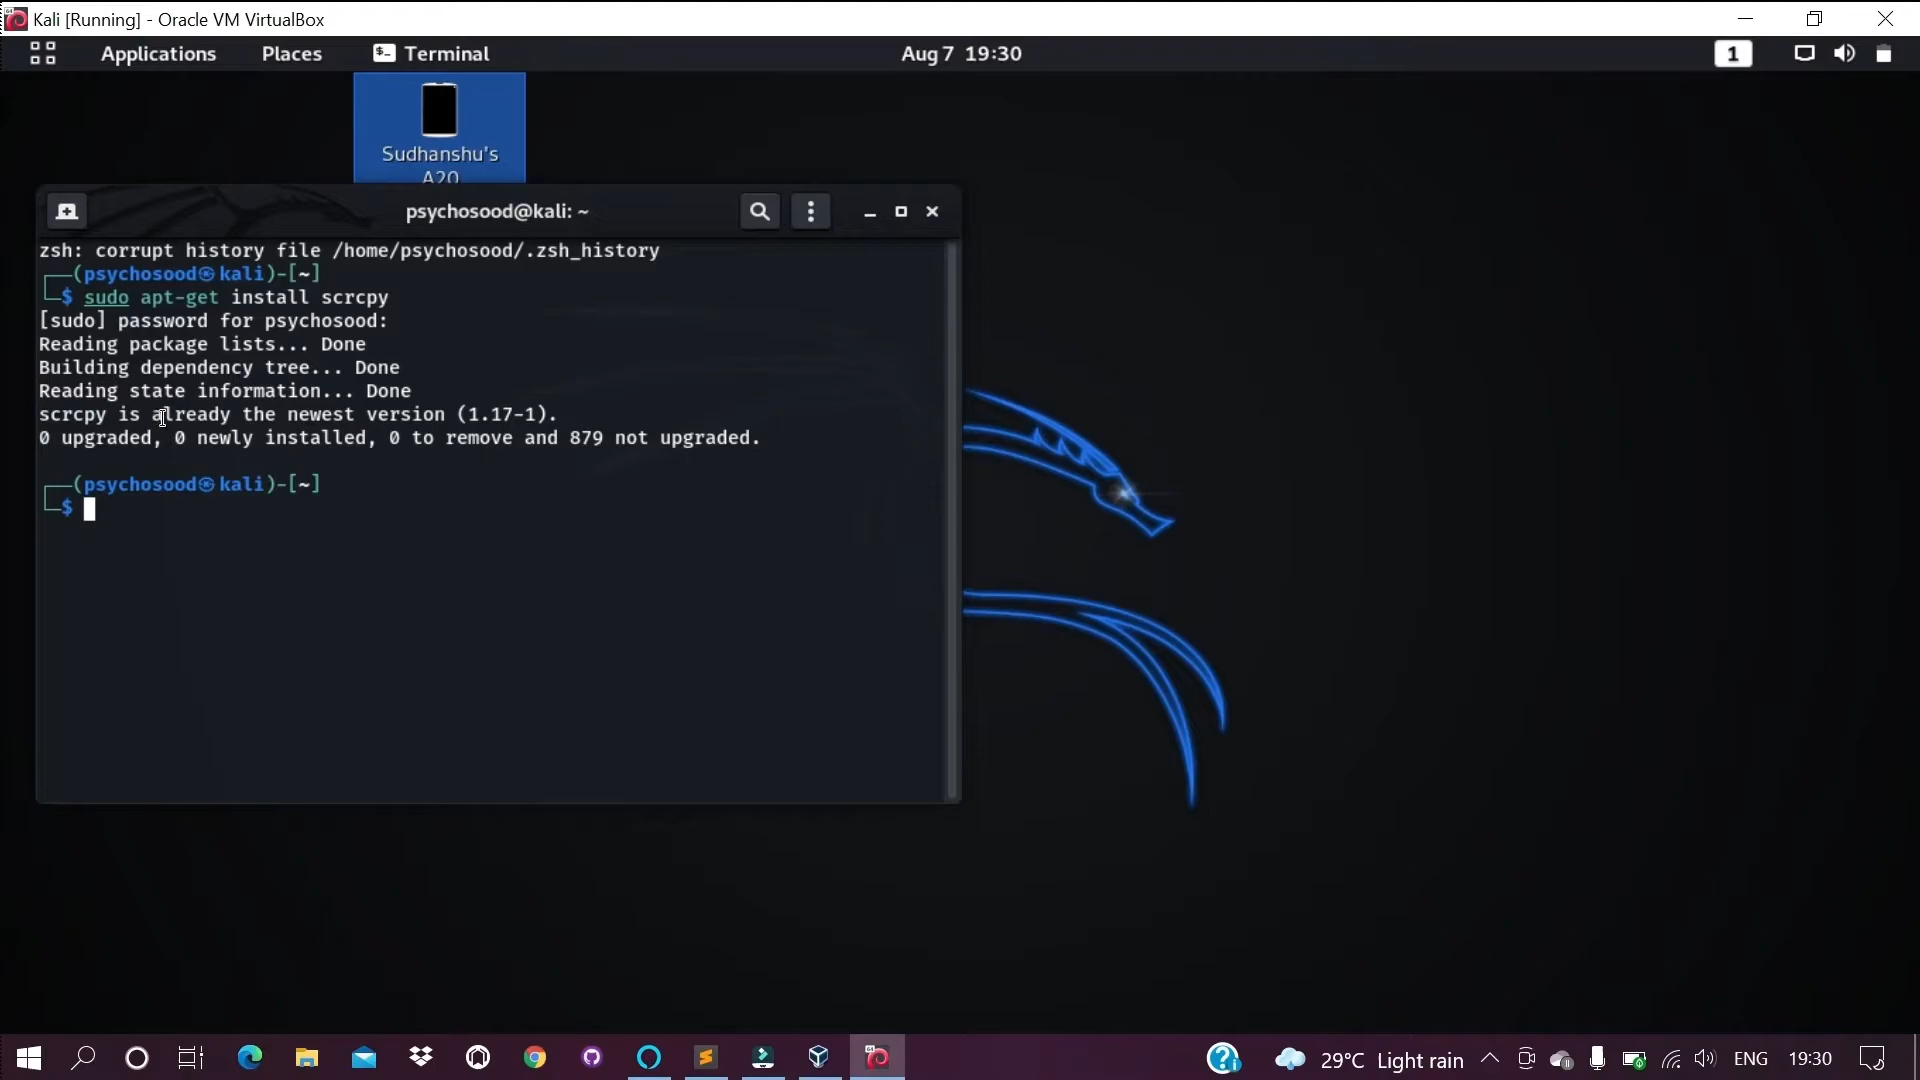 Kali [Running] - Oracle VM VirtualBox
Applications Places Terminal Aug 7 19:30 1
Sudhanshu's
A20
psychosood@kali: ~
zsh: corrupt history file /home/psychosood/.zsh_history
┌──(psychosood㉿kali)-[~]
└─$ sudo apt-get install scrcpy
[sudo] password for psychosood:
Reading package lists... Done
Building dependency tree... Done
Reading state information... Done
scrcpy is already the newest version (1.17-1).
0 upgraded, 0 newly installed, 0 to remove and 879 not upgraded.
┌──(psychosood㉿kali)-[~]
└─$
29°C Light rain ENG 19:30